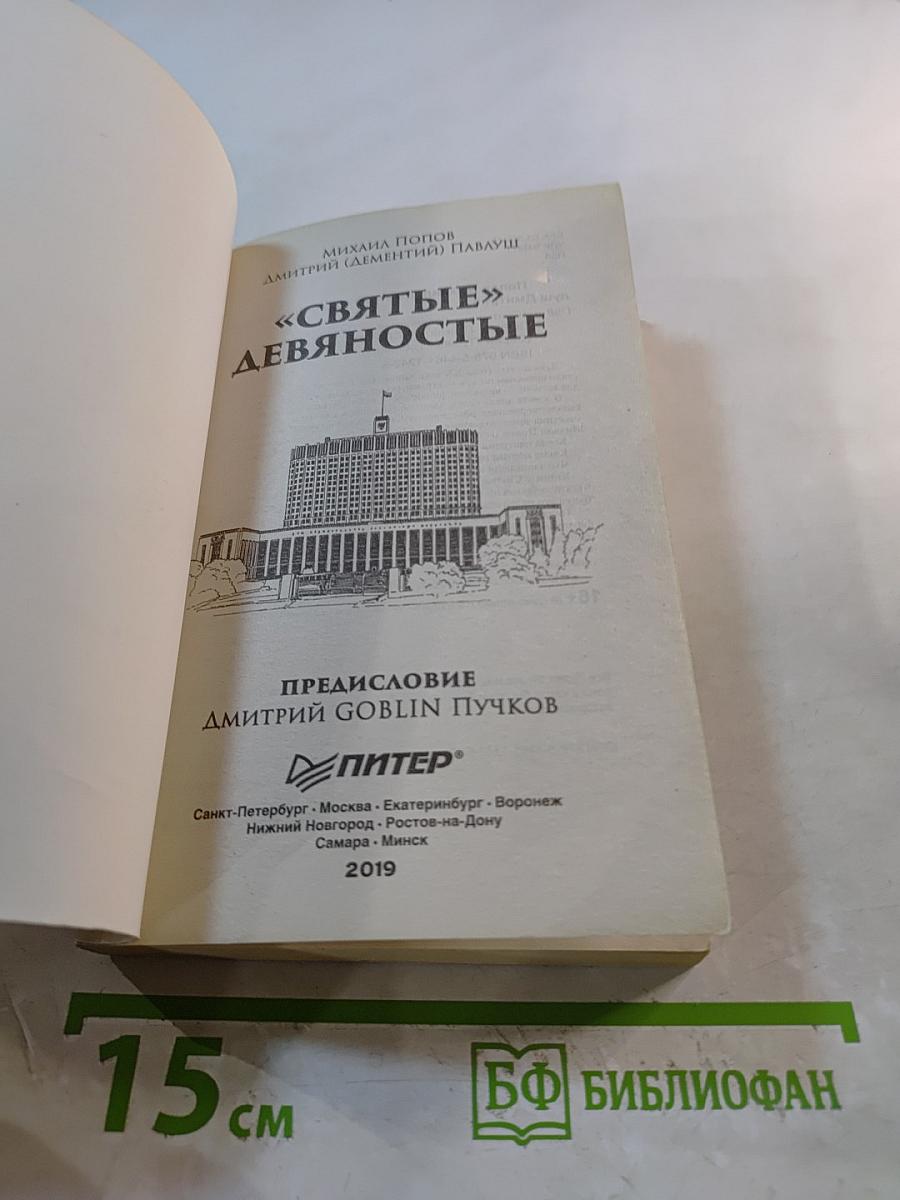 Михаил Попов
Дмитрий (Дементий) Павлуш
«СВЯТЫЕ»
ДЕВЯНОСТЫЕ
ПРЕДИСЛОВИЕ
Дмитрий GOBLIN Пучков
ПИТЕР®
Санкт-Петербург • Москва • Екатеринбург • Воронеж
Нижний Новгород • Ростов-на-Дону
Самара • Минск
2019
15 см
БФ БИБЛИОФАН